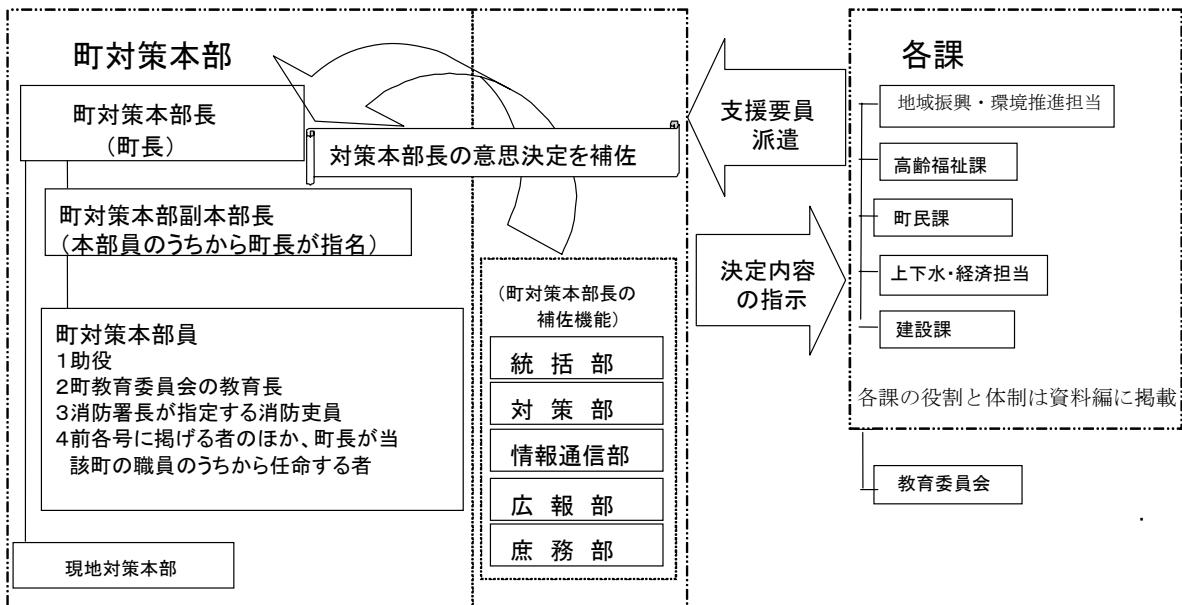 町対策本部
町対策本部長
(町長)
対策本部長の意思決定を補佐
町対策本部副本部長
(本部員のうちから町長が指名)
町対策本部員
1助役
2町教育委員会の教育長
3消防署長が指定する消防吏員
4前各号に掲げる者のほか、町長が当
該町の職員のうちから任命する者
現地対策本部
(町対策本部長の
補佐機能)
統 括 部
対 策 部
情報通信部
広 報 部
庶 務 部
支援要員
派遣
決定内容
の指示
各課
地域振興・環境推進担当
高齢福祉課
町民課
上下水・経済担当
建設課
各課の役割と体制は資料編に掲載
教育委員会